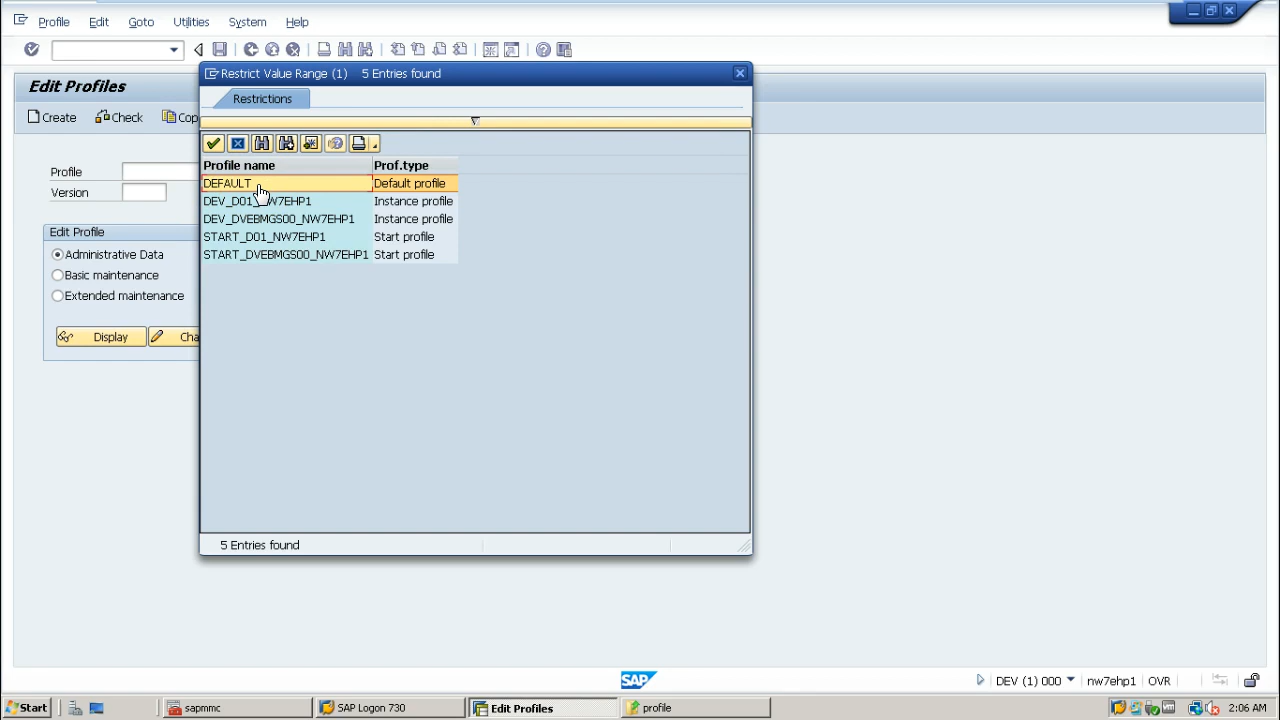 Profile Edit Goto Utilities System Help
Restrict Value Range (1) 5 Entries found
Edit Profiles
Restrictions
Create Check Cop
Profile name Prof.type
Profile
DEFAULT Default profile
Version
DEV_D01_NW7EHP1 Instance profile
DEV_DVEBMGS00_NW7EHP1 Instance profile
Edit Profile
START_D01_NW7EHP1 Start profile
Administrative Data
START_DVEBMGS00_NW7EHP1 Start profile
Basic maintenance
Extended maintenance
Display Cha
5 Entries found
SAP
DEV (1) 000 nw7ehp1 OVR
Start sapmmc SAP Logon 730 Edit Profiles profile 2:06 AM